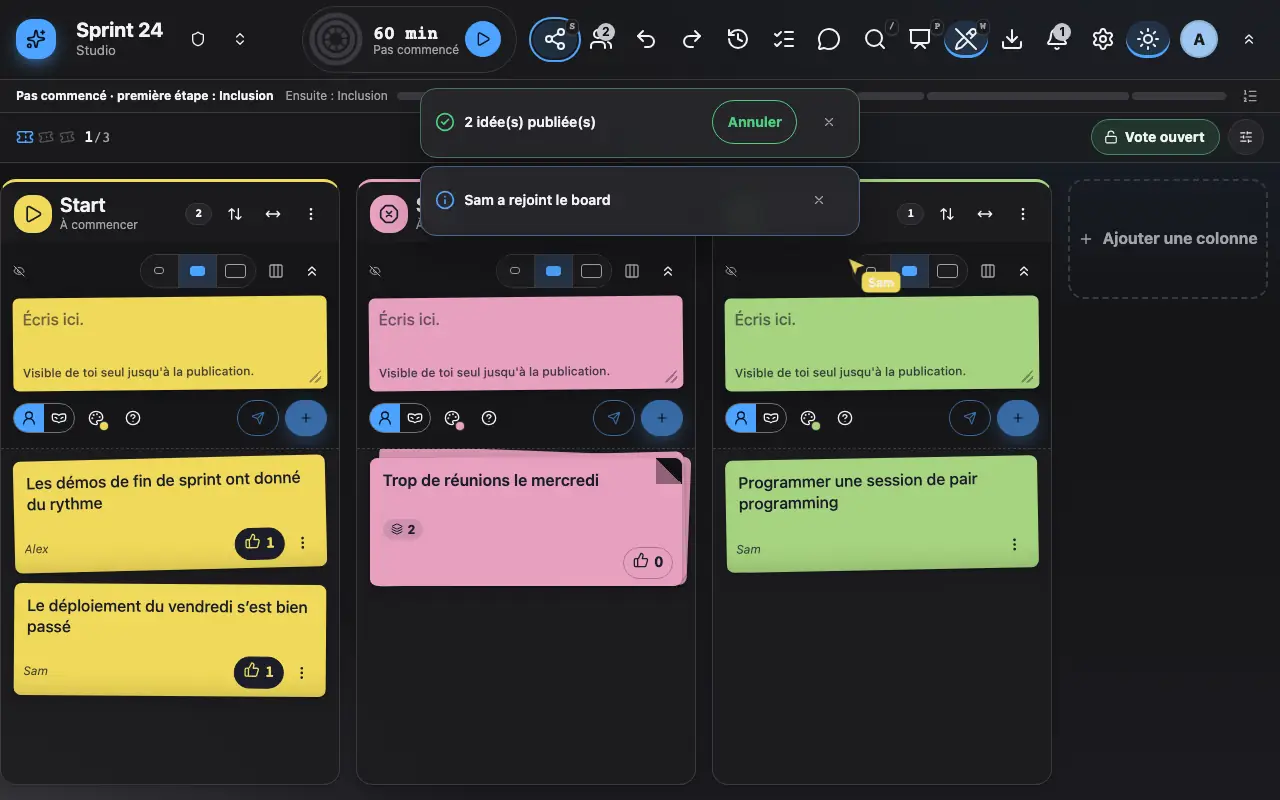 Sprint 24
Studio
60 min
Pas commencé
S
2
/
P
W
1
A
Pas commencé · première étape : Inclusion
Ensuite : Inclusion
1/3
2 idée(s) publiée(s)
Annuler
Vote ouvert
Sam a rejoint le board
Start
À commencer
2
1
Ajouter une colonne
Sam
Écris ici.
Visible de toi seul jusqu'à la publication.
Écris ici.
Visible de toi seul jusqu'à la publication.
Écris ici.
Visible de toi seul jusqu'à la publication.
Les démos de fin de sprint ont donné
du rythme
Alex
1
Le déploiement du vendredi s’est bien
passé
Sam
1
Trop de réunions le mercredi
2
0
Programmer une session de pair
programming
Sam